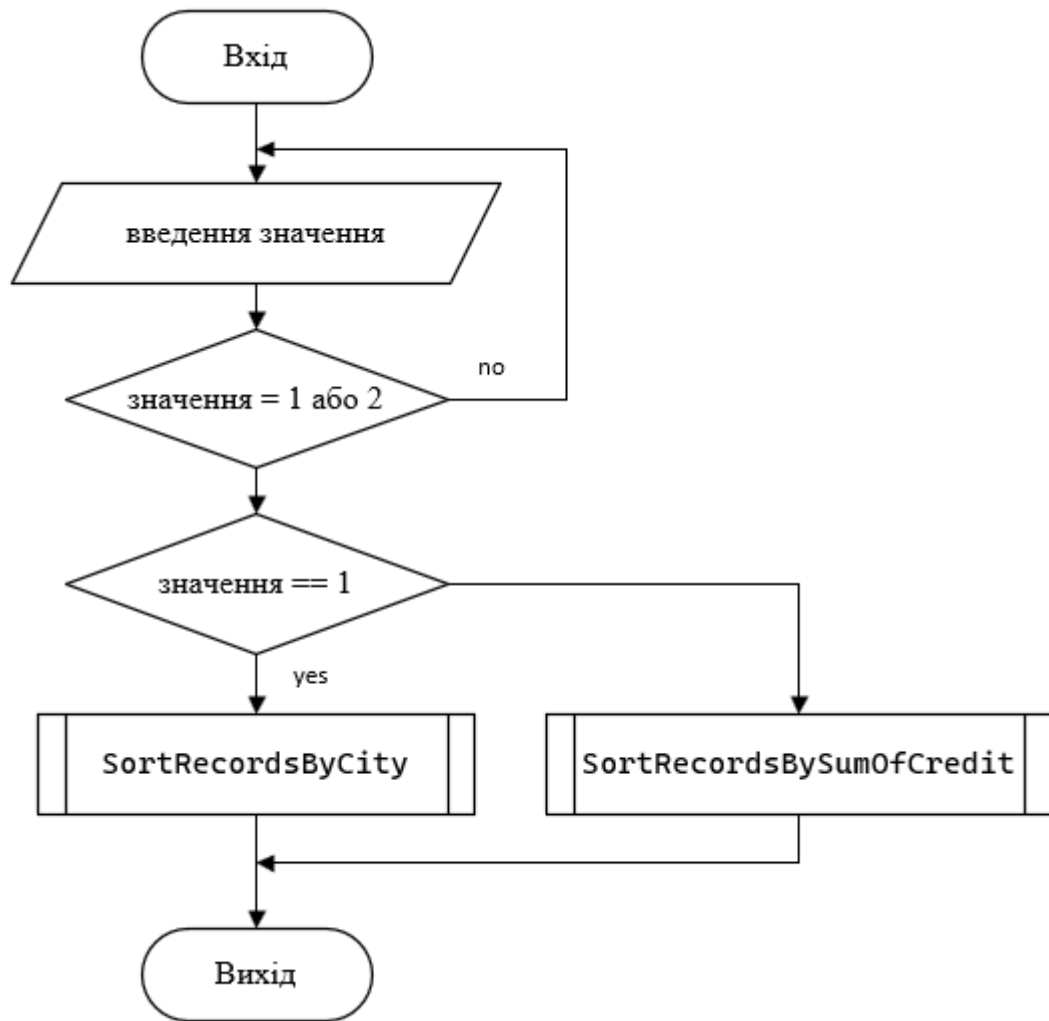 Вхід
введення значення
no
значення = 1 або 2
значення == 1
yes
SortRecordsByCity
SortRecordsBySumOfCredit
Вихід